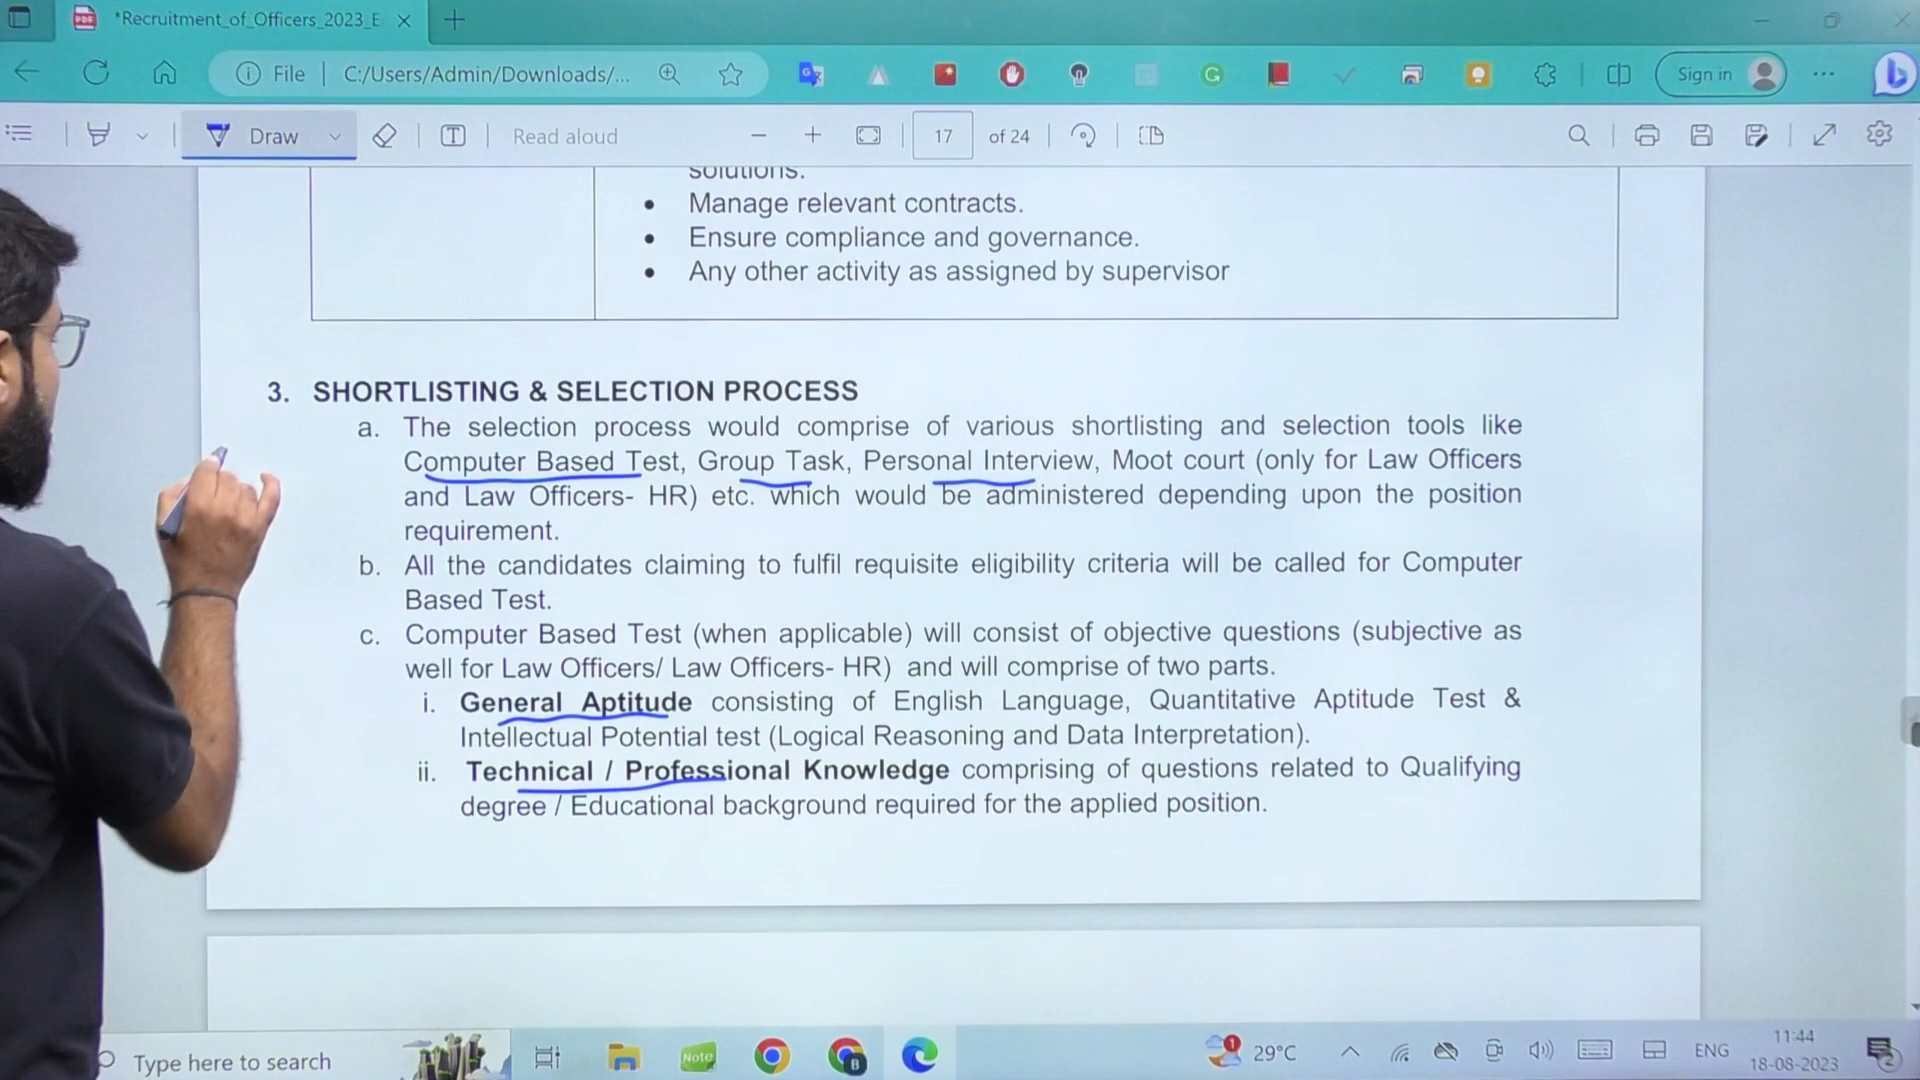 *Recruitment_of_Officers_2023_E
File
C:/Users/Admin/Downloads/...
Sign in
Draw
Read aloud
17
of 24
solutions.
• Manage relevant contracts.
• Ensure compliance and governance.
• Any other activity as assigned by supervisor
3. SHORTLISTING & SELECTION PROCESS
a. The selection process would comprise of various shortlisting and selection tools like
Computer Based Test, Group Task, Personal Interview, Moot court (only for Law Officers
and Law Officers- HR) etc. which would be administered depending upon the position
requirement.
b. All the candidates claiming to fulfil requisite eligibility criteria will be called for Computer
Based Test.
c. Computer Based Test (when applicable) will consist of objective questions (subjective as
well for Law Officers/ Law Officers- HR) and will comprise of two parts.
i. General Aptitude consisting of English Language, Quantitative Aptitude Test &
Intellectual Potential test (Logical Reasoning and Data Interpretation).
ii. Technical / Professional Knowledge comprising of questions related to Qualifying
degree / Educational background required for the applied position.
Type here to search
Note
B
1
29°C
ENG
11:44
18-08-2023
2